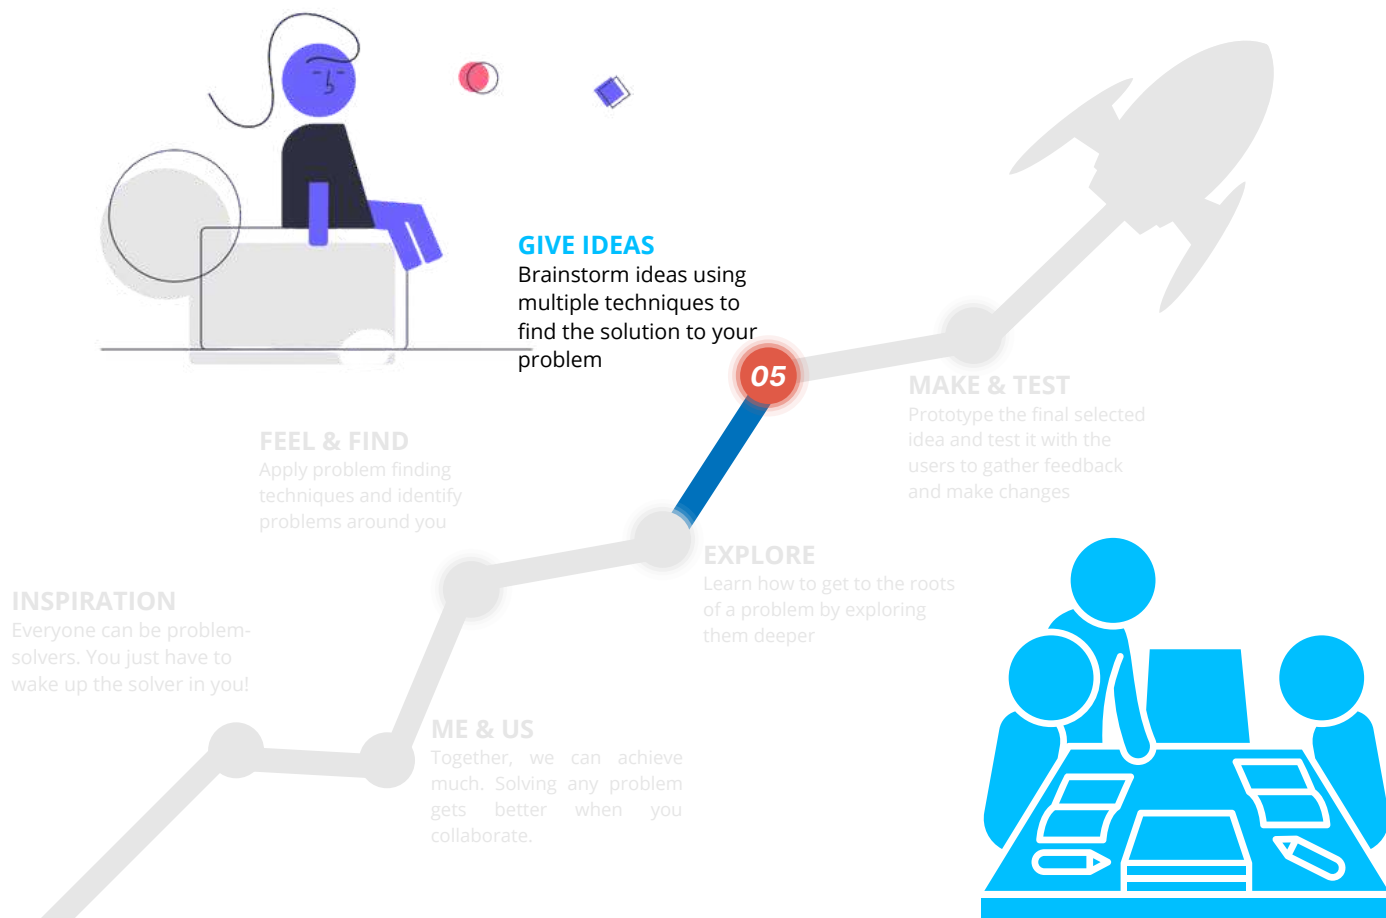 GIVE IDEAS
Brainstorm ideas using
multiple techniques to
find the solution to your
problem
05
MAKE & TEST
Prototype the final selected
idea and test it with the
users to gather feedback
and make changes
FEEL & FIND
Apply problem finding
techniques and identify
problems around you
EXPLORE
Learn how to get to the roots
of a problem by exploring
them deeper
INSPIRATION
Everyone can be problem-
solvers. You just have to
wake up the solver in you!
ME & US
Together, we can achieve
much. Solving any problem
gets better when you
collaborate.